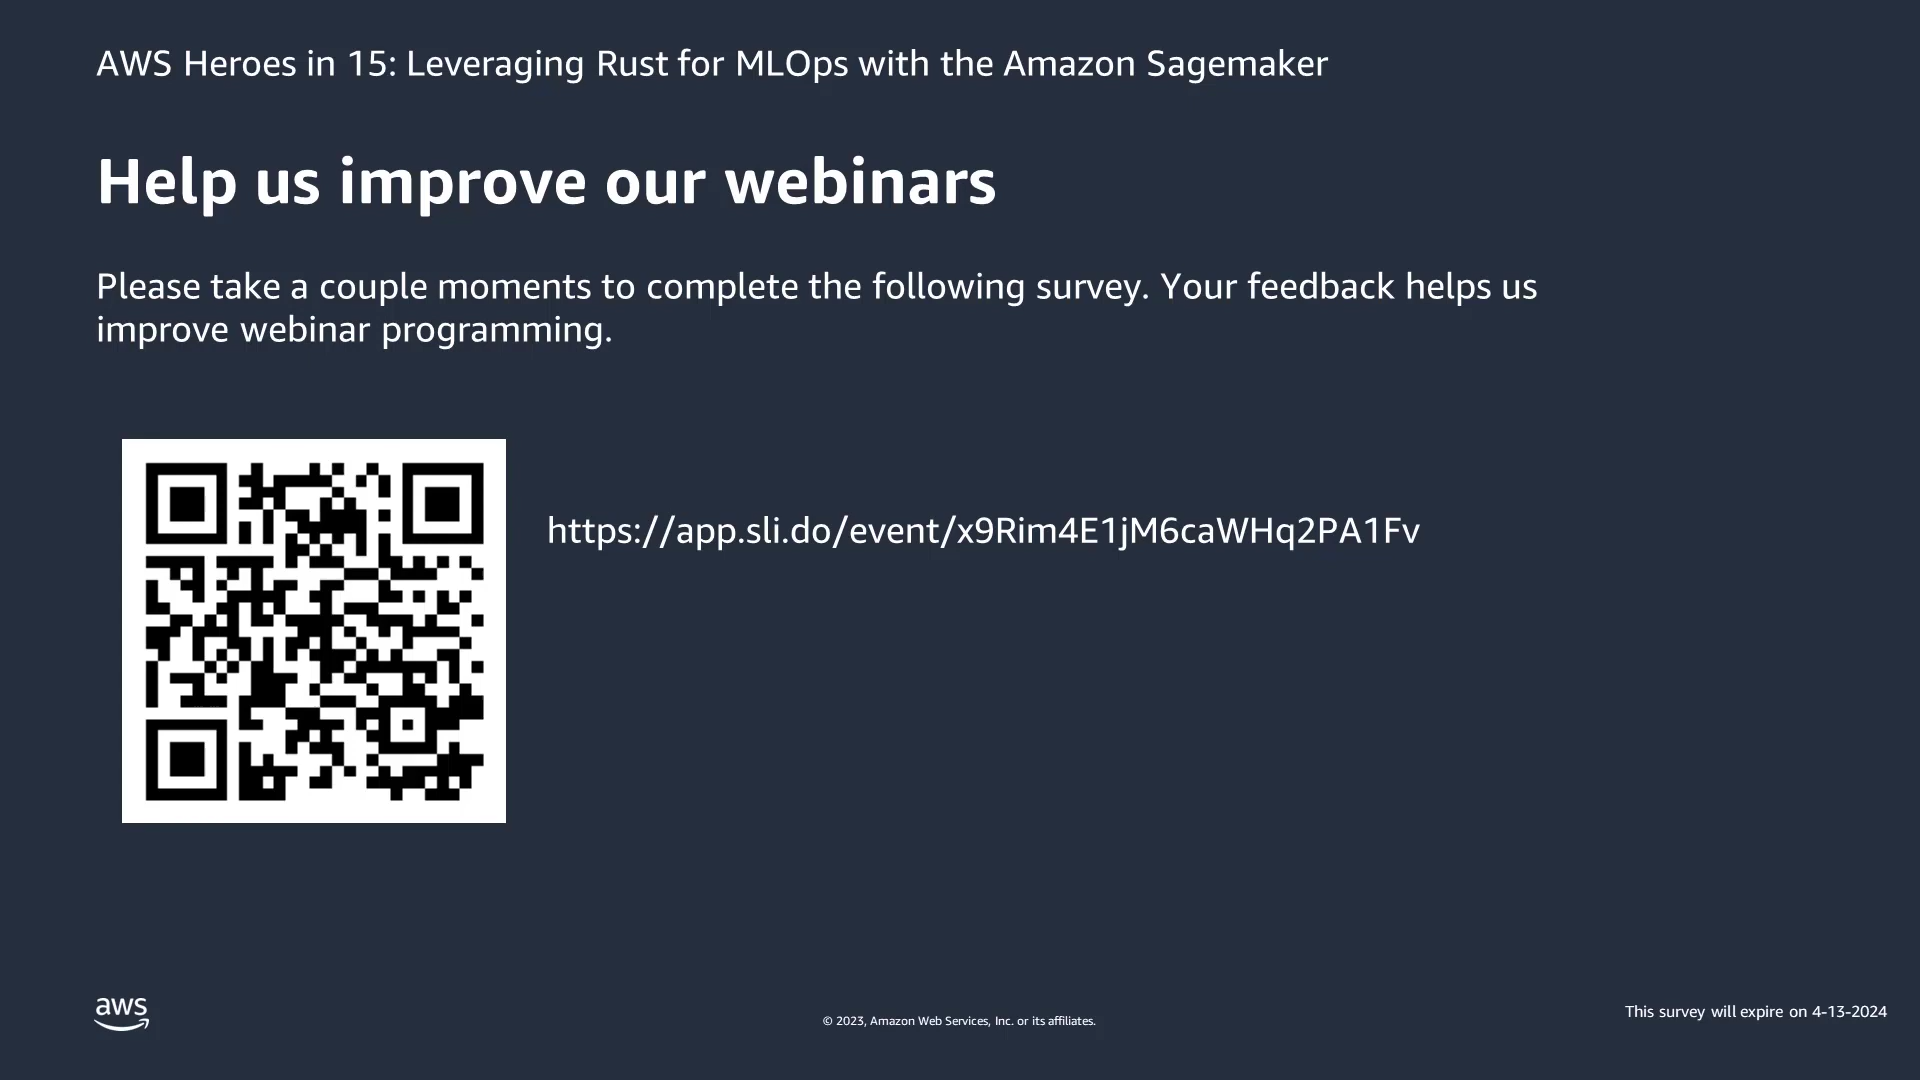 AWS Heroes in 15: Leveraging Rust for MLOps with the Amazon Sagemaker
Help us improve our webinars
Please take a couple moments to complete the following survey. Your feedback helps us
improve webinar programming.
https://app.sli.do/event/x9Rim4E1jM6caWHq2PA1Fv
aws
© 2023, Amazon Web Services, Inc. or its affiliates.
This survey will expire on 4-13-2024